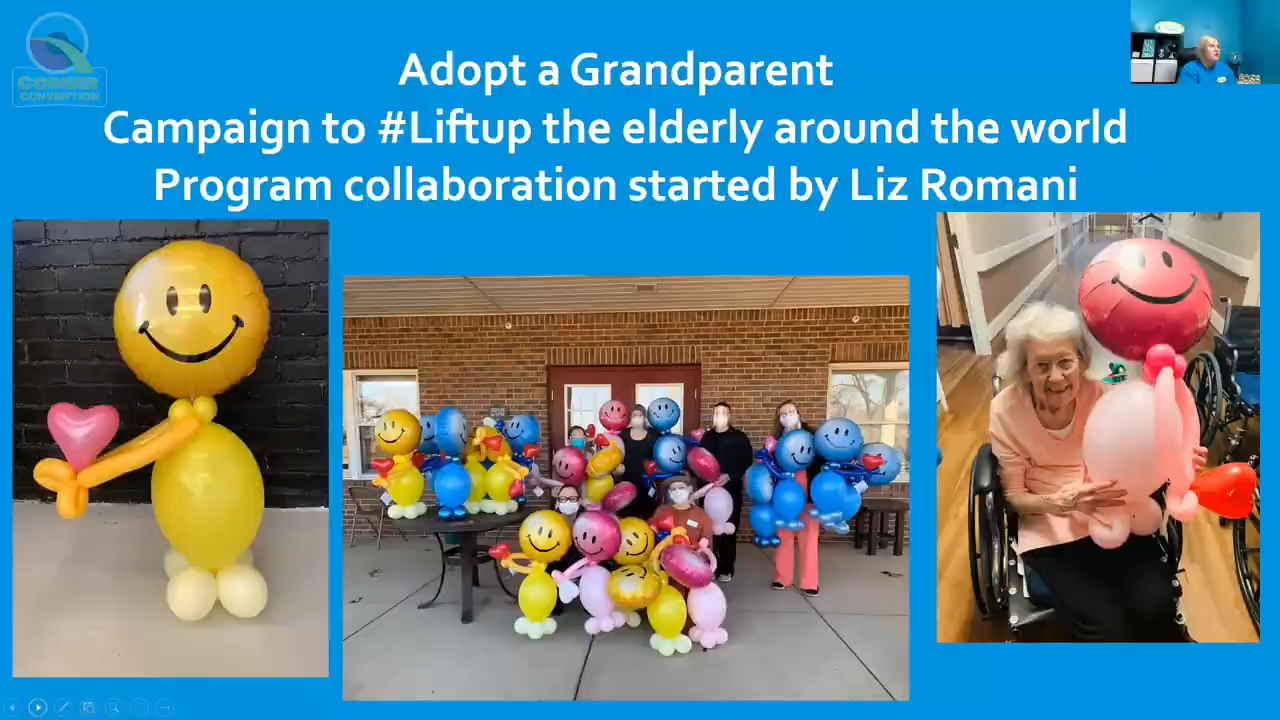 CORNER
CONVENTION
Adopt a Grandparent
Campaign to #Liftup the elderly around the world
Program collaboration started by Liz Romani